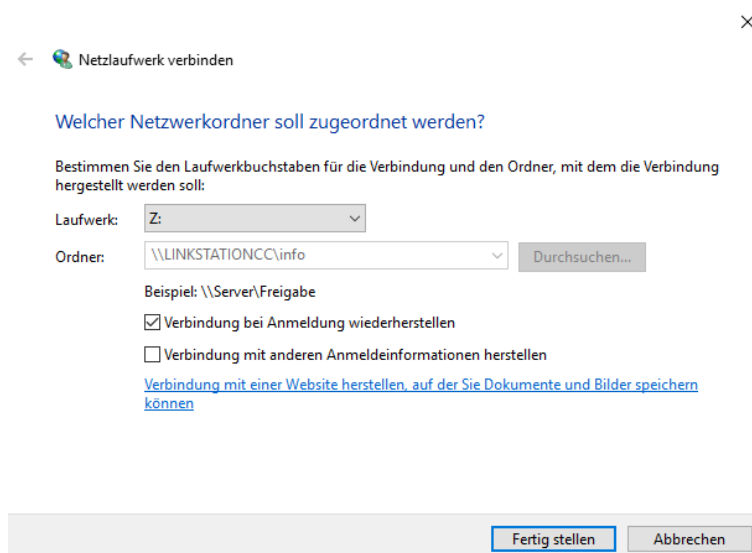 Netzlaufwerk verbinden
Welcher Netzwerkordner soll zugeordnet werden?
Bestimmen Sie den Laufwerkbuchstaben für die Verbindung und den Ordner, mit dem die Verbindung
hergestellt werden soll:
Laufwerk: Z:
Ordner: \\LINKSTATIONCC\info Durchsuchen...
Beispiel: \\Server\Freigabe
Verbindung bei Anmeldung wiederherstellen
Verbindung mit anderen Anmeldeinformationen herstellen
Verbindung mit einer Website herstellen, auf der Sie Dokumente und Bilder speichern
können
Fertig stellen Abbrechen